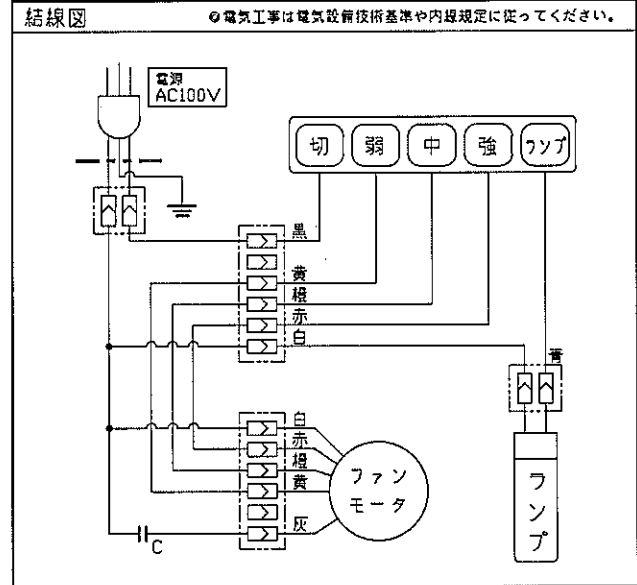 結線図
◎電気工事は電気設備技術基準や内線規定に従ってください。
電源
AC100V
切 弱 中 強 ランプ
黒
黄
橙
赤
白
青
白
赤
橙
黄
灰
C
ファン
モータ
ランプ